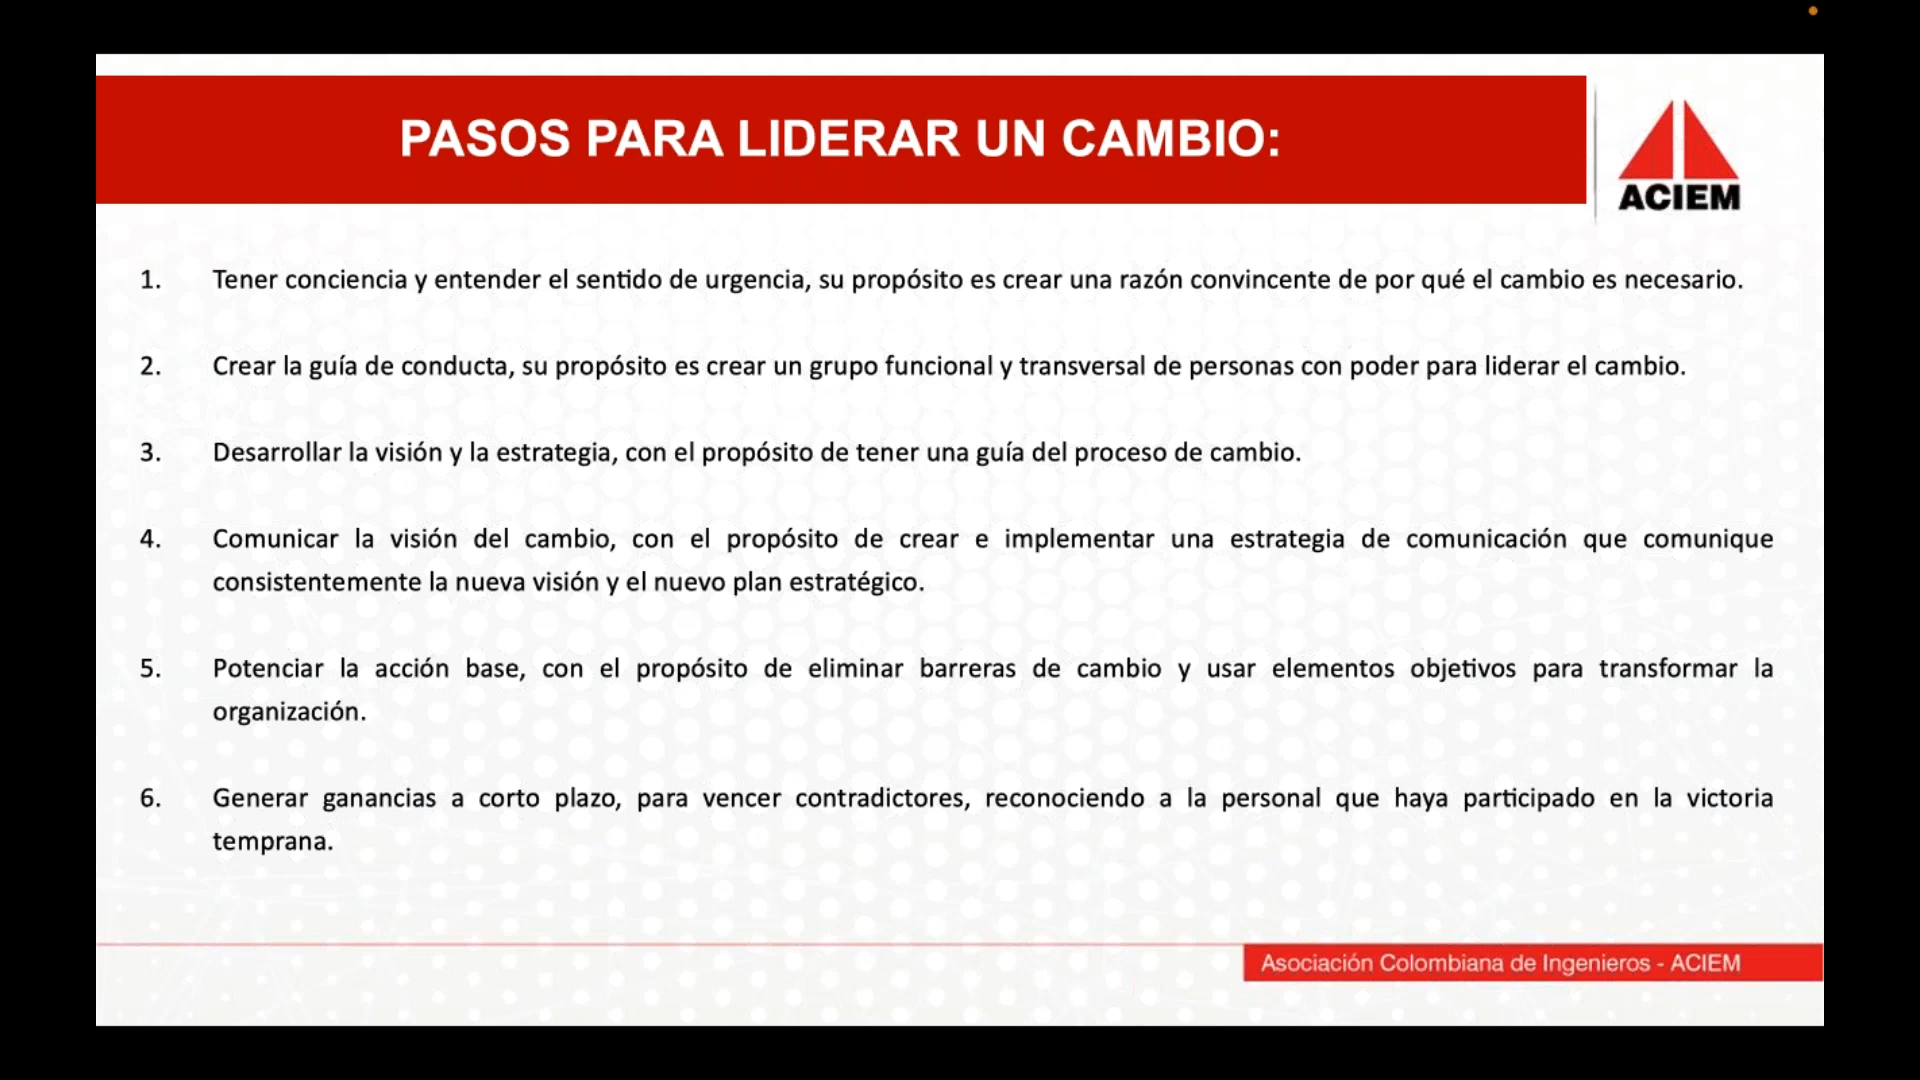 PASOS PARA LIDERAR UN CAMBIO:
ACIEM
1. Tener conciencia y entender el sentido de urgencia, su propósito es crear una razón convincente de por qué el cambio es necesario.
2. Crear la guía de conducta, su propósito es crear un grupo funcional y transversal de personas con poder para liderar el cambio.
3. Desarrollar la visión y la estrategia, con el propósito de tener una guía del proceso de cambio.
4. Comunicar la visión del cambio, con el propósito de crear e implementar una estrategia de comunicación que comunique
consistentemente la nueva visión y el nuevo plan estratégico.
5. Potenciar la acción base, con el propósito de eliminar barreras de cambio y usar elementos objetivos para transformar la
organización.
6. Generar ganancias a corto plazo, para vencer contradictores, reconociendo a la personal que haya participado en la victoria
temprana.
Asociación Colombiana de Ingenieros - ACIEM